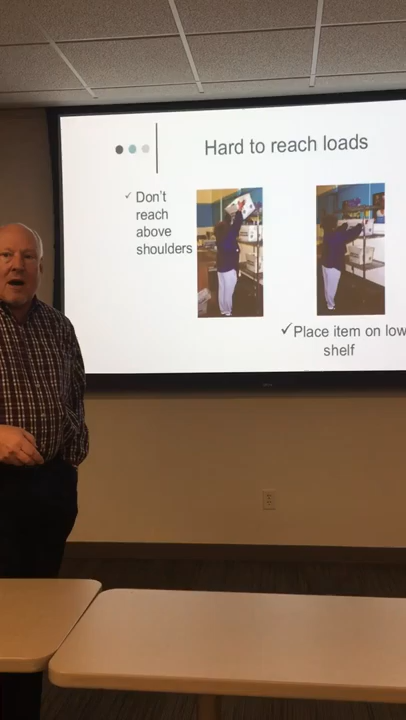 Hard to reach loads
✓ Don't
reach
above
shoulders
✓Place item on low
shelf